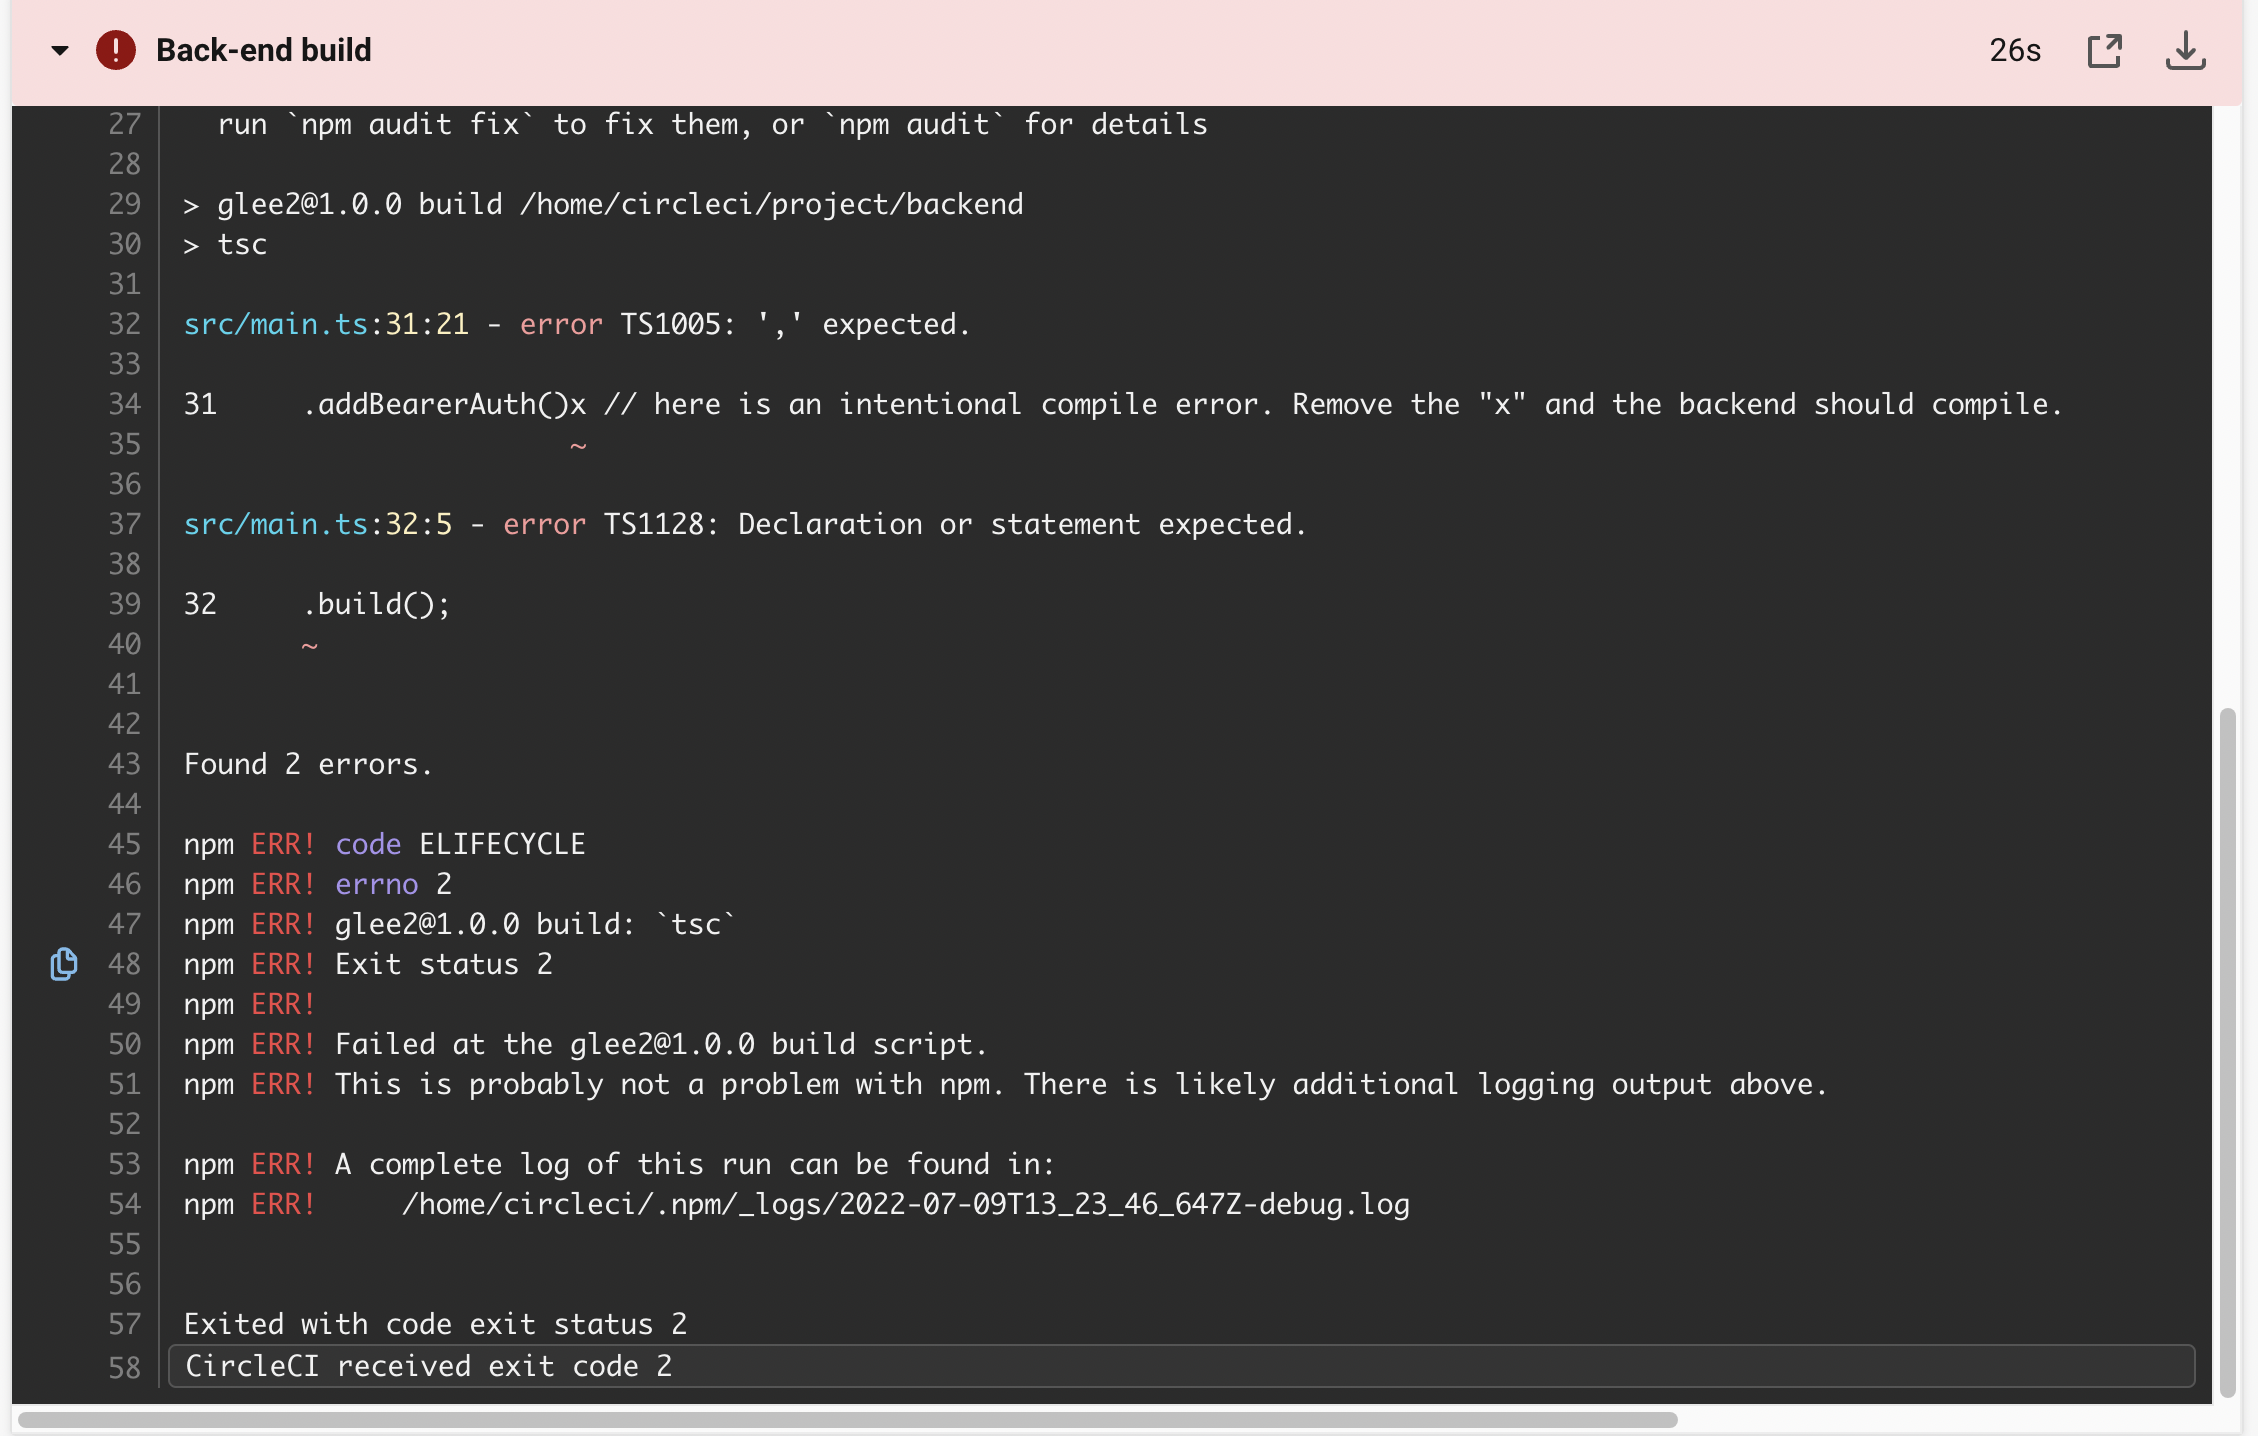 Back-end build
26s
27 run `npm audit fix` to fix them, or `npm audit` for details
28
29 > glee2@1.0.0 build /home/circleci/project/backend
30 > tsc
31
32 src/main.ts:31:21 - error TS1005: ',' expected.
33
34 31     .addBearerAuth()x // here is an intentional compile error. Remove the "x" and the backend should compile.
35                        ~
36
37 src/main.ts:32:5 - error TS1128: Declaration or statement expected.
38
39 32     .build();
40        ~
41
42
43 Found 2 errors.
44
45 npm ERR! code ELIFECYCLE
46 npm ERR! errno 2
47 npm ERR! glee2@1.0.0 build: `tsc`
48 npm ERR! Exit status 2
49 npm ERR!
50 npm ERR! Failed at the glee2@1.0.0 build script.
51 npm ERR! This is probably not a problem with npm. There is likely additional logging output above.
52
53 npm ERR! A complete log of this run can be found in:
54 npm ERR!     /home/circleci/.npm/_logs/2022-07-09T13_23_46_647Z-debug.log
55
56
57 Exited with code exit status 2
58 CircleCI received exit code 2